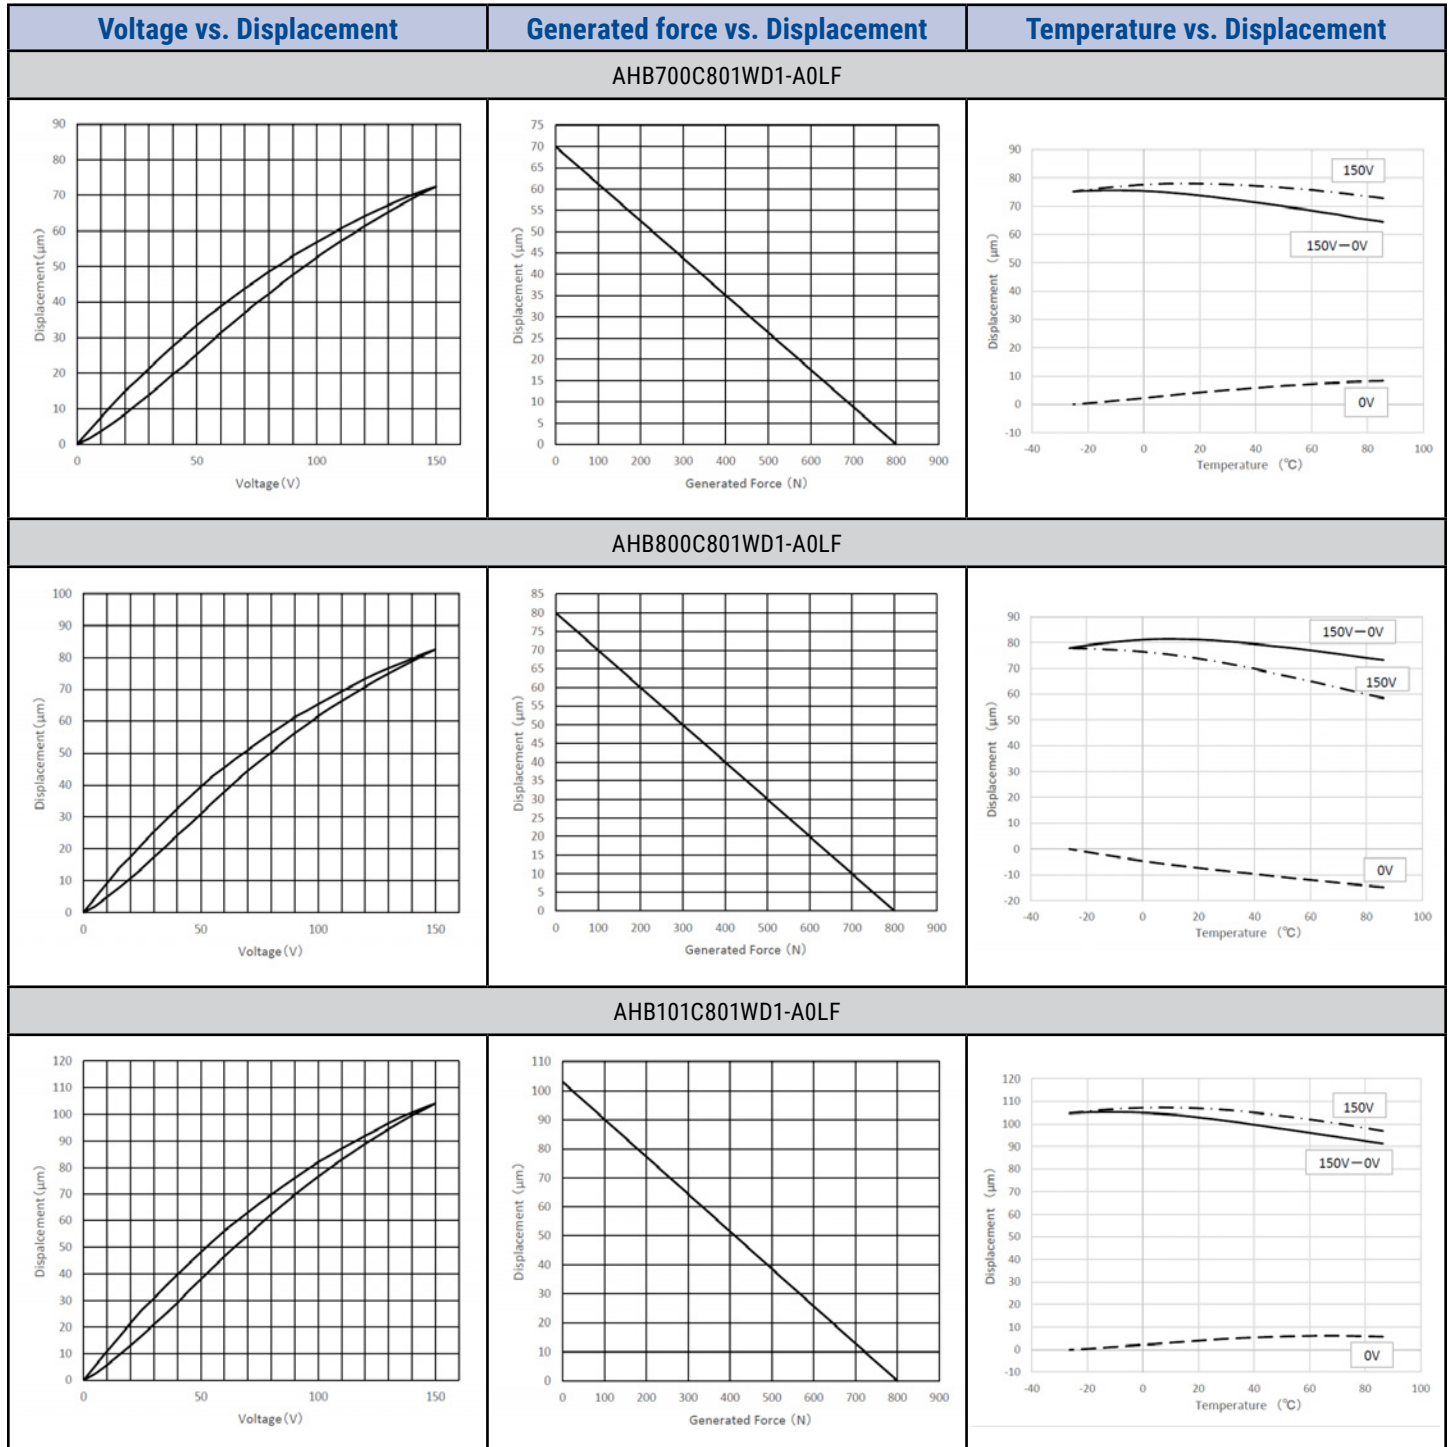 Voltage vs. Displacement
Generated force vs. Displacement
Temperature vs. Displacement
AHB700C801WD1-A0LF
90
80
70
60
50
40
30
20
10
0
Displacement(μm)
0 50 100 150
Voltage(V)
75
70
65
60
55
50
45
40
35
30
25
20
15
10
5
0
Displacement (μm)
0 100 200 300 400 500 600 700 800 900
Generated Force (N)
90
80
70
60
50
40
30
20
10
0
-10
Displacement (μm)
150V
150V−0V
0V
-40 -20 0 20 40 60 80 100
Temperature (℃)
AHB800C801WD1-A0LF
100
90
80
70
60
50
40
30
20
10
0
Displacement(μm)
0 50 100 150
Voltage(V)
85
80
75
70
65
60
55
50
45
40
35
30
25
20
15
10
5
0
Displacement (μm)
0 100 200 300 400 500 600 700 800 900
Generated Force (N)
90
80
70
60
50
40
30
20
10
0
-10
-20
Displacement (μm)
150V−0V
150V
0V
-40 -20 0 20 40 60 80 100
Temperature (℃)
AHB101C801WD1-A0LF
120
110
100
90
80
70
60
50
40
30
20
10
0
Dispalcement(μm)
0 50 100 150
Voltage(V)
110
100
90
80
70
60
50
40
30
20
10
0
Displacement (μm)
0 100 200 300 400 500 600 700 800 900
Generated Force (N)
120
110
100
90
80
70
60
50
40
30
20
10
0
-10
Displacement (μm)
150V
150V−0V
0V
-40 -20 0 20 40 60 80 100
Temperature (℃)